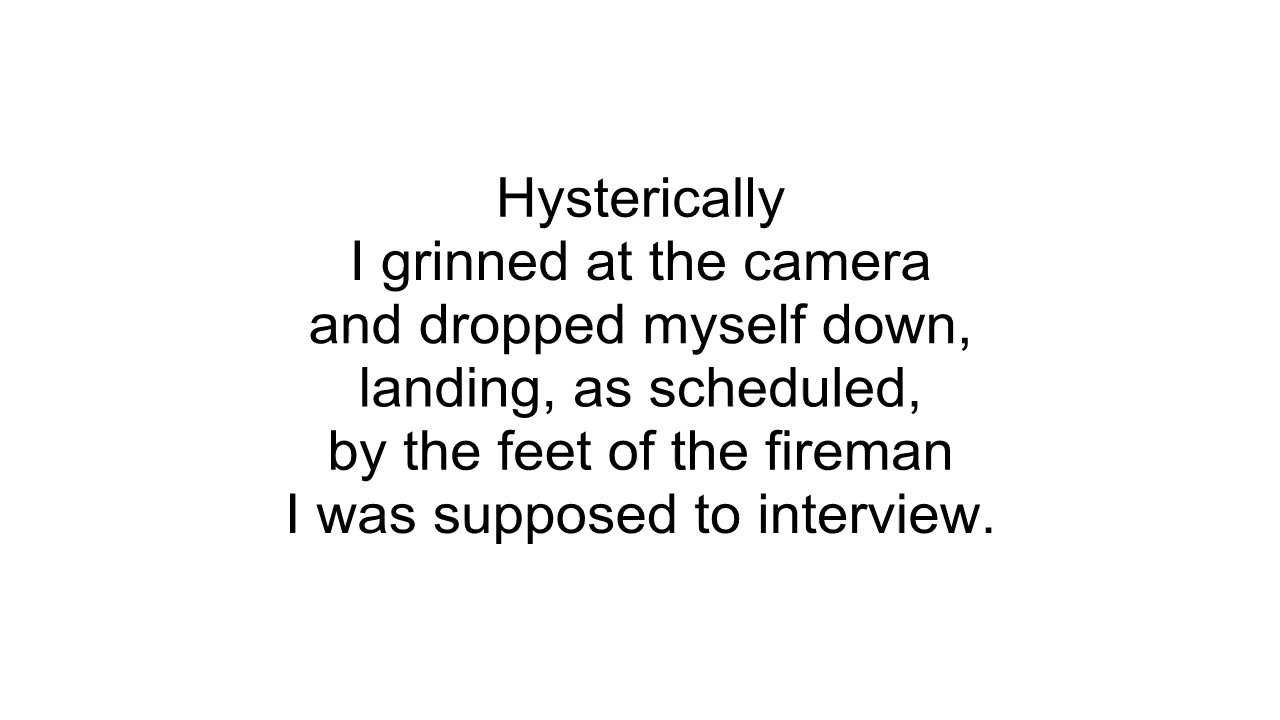 Hysterically
I grinned at the camera
and dropped myself down,
landing, as scheduled,
by the feet of the fireman
I was supposed to interview.